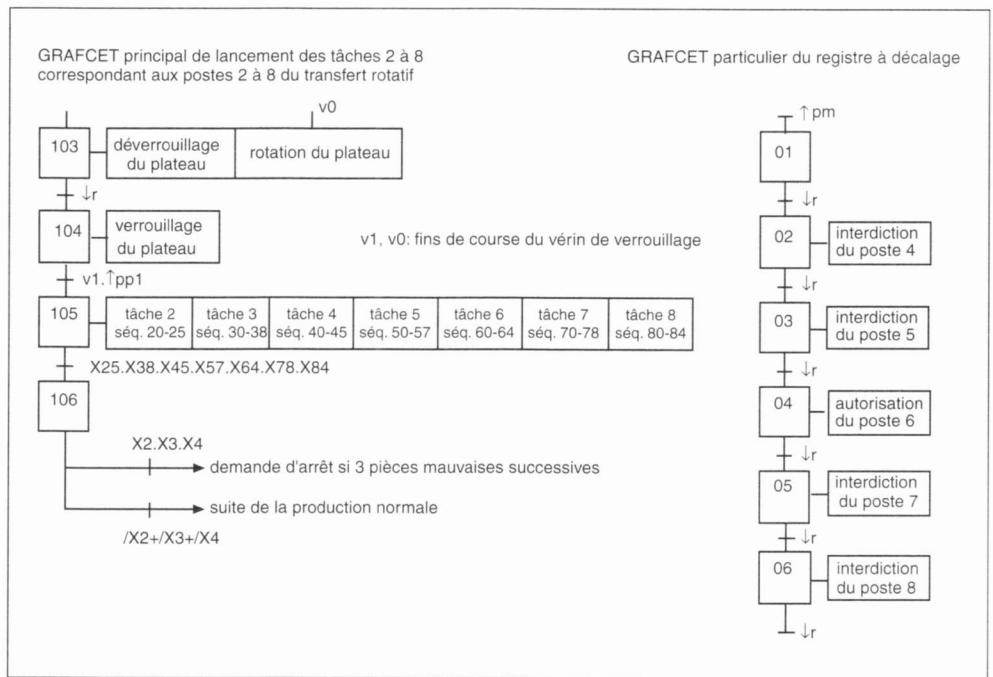 GRAFCET principal de lancement des tâches 2 à 8
correspondant aux postes 2 à 8 du transfert rotatif
v0
103
déverrouillage
du plateau
rotation du plateau
↓r
104
verrouillage
du plateau
v1, v0: fins de course du vérin de verrouillage
v1.↑pp1
105
tâche 2
séq. 20-25
tâche 3
séq. 30-38
tâche 4
séq. 40-45
tâche 5
séq. 50-57
tâche 6
séq. 60-64
tâche 7
séq. 70-78
tâche 8
séq. 80-84
X25.X38.X45.X57.X64.X78.X84
106
X2.X3.X4
demande d'arrêt si 3 pièces mauvaises successives
suite de la production normale
/X2+/X3+/X4
GRAFCET particulier du registre à décalage
↑pm
01
↓r
02
interdiction
du poste 4
↓r
03
interdiction
du poste 5
↓r
04
autorisation
du poste 6
↓r
05
interdiction
du poste 7
↓r
06
interdiction
du poste 8
↓r